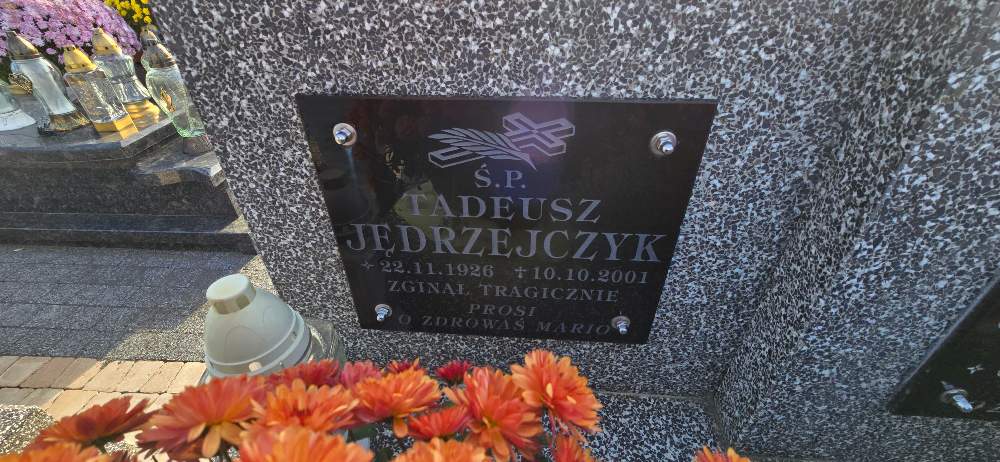 Ś.P.
TADEUSZ
JĘDRZEJCZYK
* 22.11.1926 ✝ 10.10.2001
ZGINĄŁ TRAGICZNIE
PROSI
O ZDROWAŚ MARIO